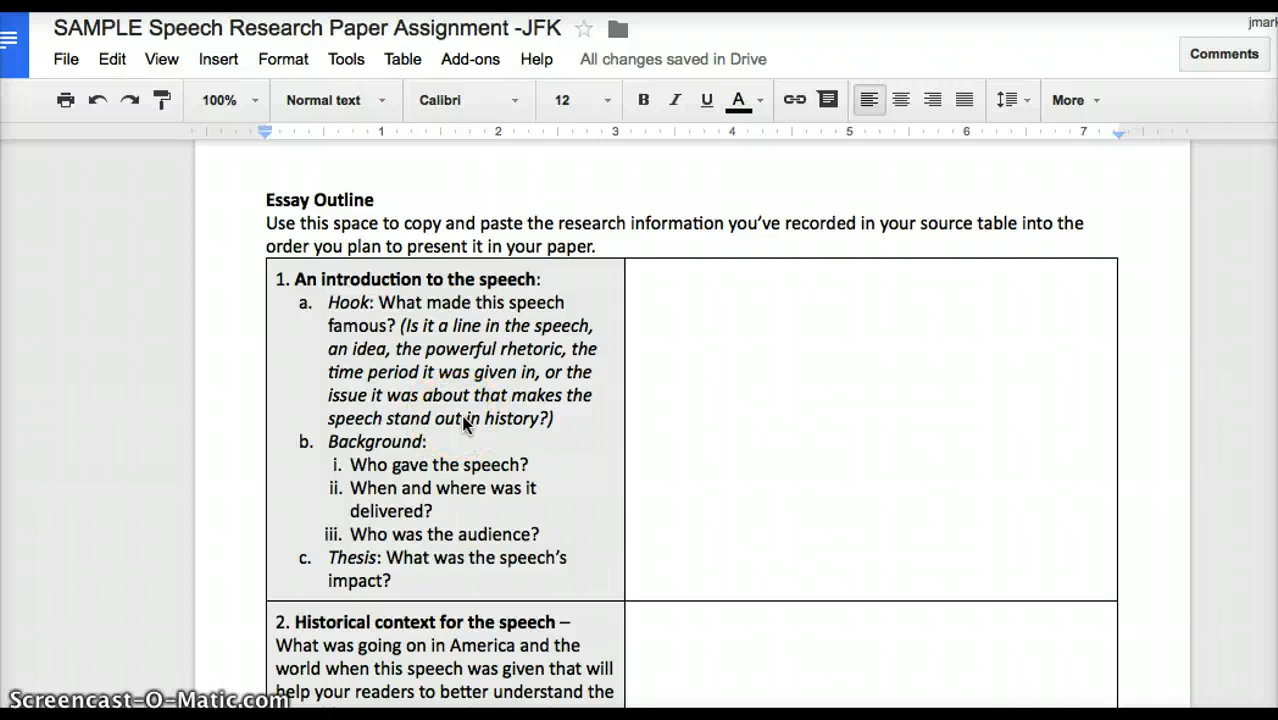 SAMPLE Speech Research Paper Assignment -JFK
jmark
File Edit View Insert Format Tools Table Add-ons Help All changes saved in Drive
Comments
100% Normal text Calibri 12 B I U A More
1 2 3 4 5 6 7
Essay Outline
Use this space to copy and paste the research information you've recorded in your source table into the
order you plan to present it in your paper.
1. An introduction to the speech:
a. Hook: What made this speech
famous? (Is it a line in the speech,
an idea, the powerful rhetoric, the
time period it was given in, or the
issue it was about that makes the
speech stand out in history?)
b. Background:
i. Who gave the speech?
ii. When and where was it
delivered?
iii. Who was the audience?
c. Thesis: What was the speech's
impact?
2. Historical context for the speech –
What was going on in America and the
world when this speech was given that will
help your readers to better understand the
Screencast-O-Matic.com